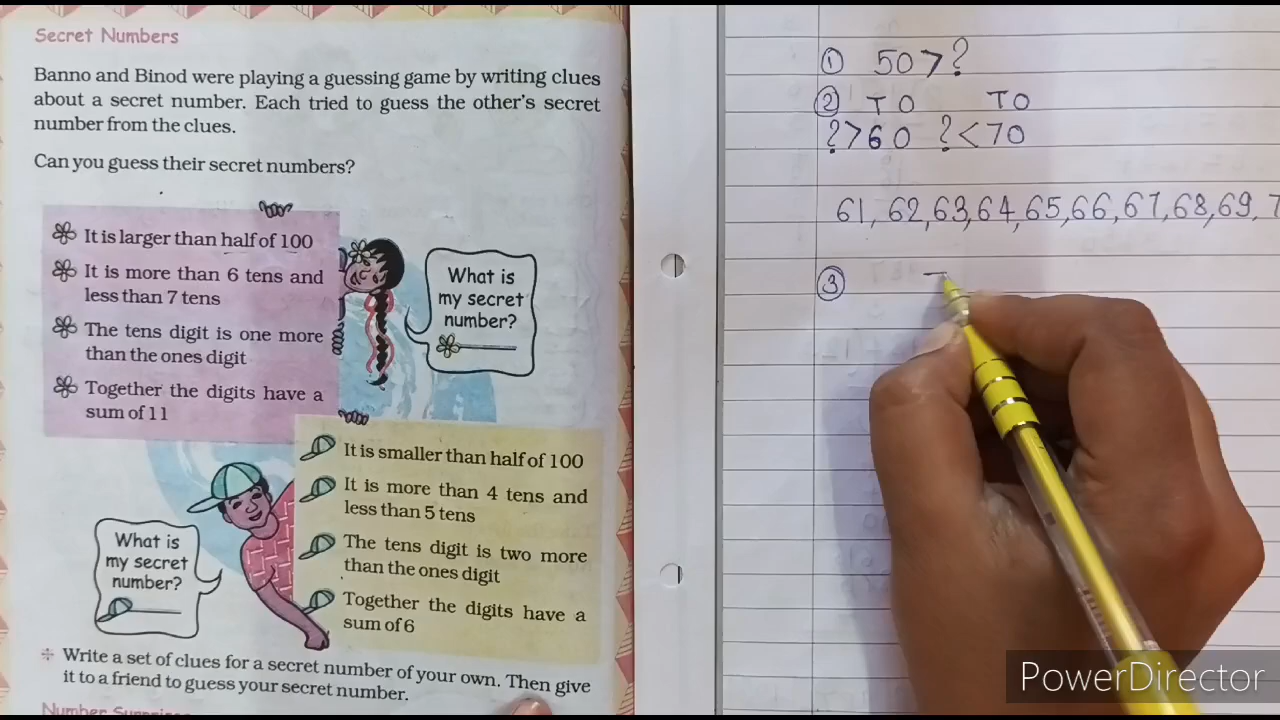 Secret Numbers
Banno and Binod were playing a guessing game by writing clues
about a secret number. Each tried to guess the other's secret
number from the clues.
Can you guess their secret numbers?
It is larger than half of 100
It is more than 6 tens and
less than 7 tens
The tens digit is one more
than the ones digit
Together the digits have a
sum of 11
What is
my secret
number?
It is smaller than half of 100
It is more than 4 tens and
less than 5 tens
The tens digit is two more
than the ones digit
Together the digits have a
sum of 6
What is
my secret
number?
Write a set of clues for a secret number of your own. Then give
it to a friend to guess your secret number.
① 50 > ?
② T O T O
? > 60 ? < 70
61, 62, 63, 64, 65, 66, 67, 68, 69, 7
③ T
PowerDirector